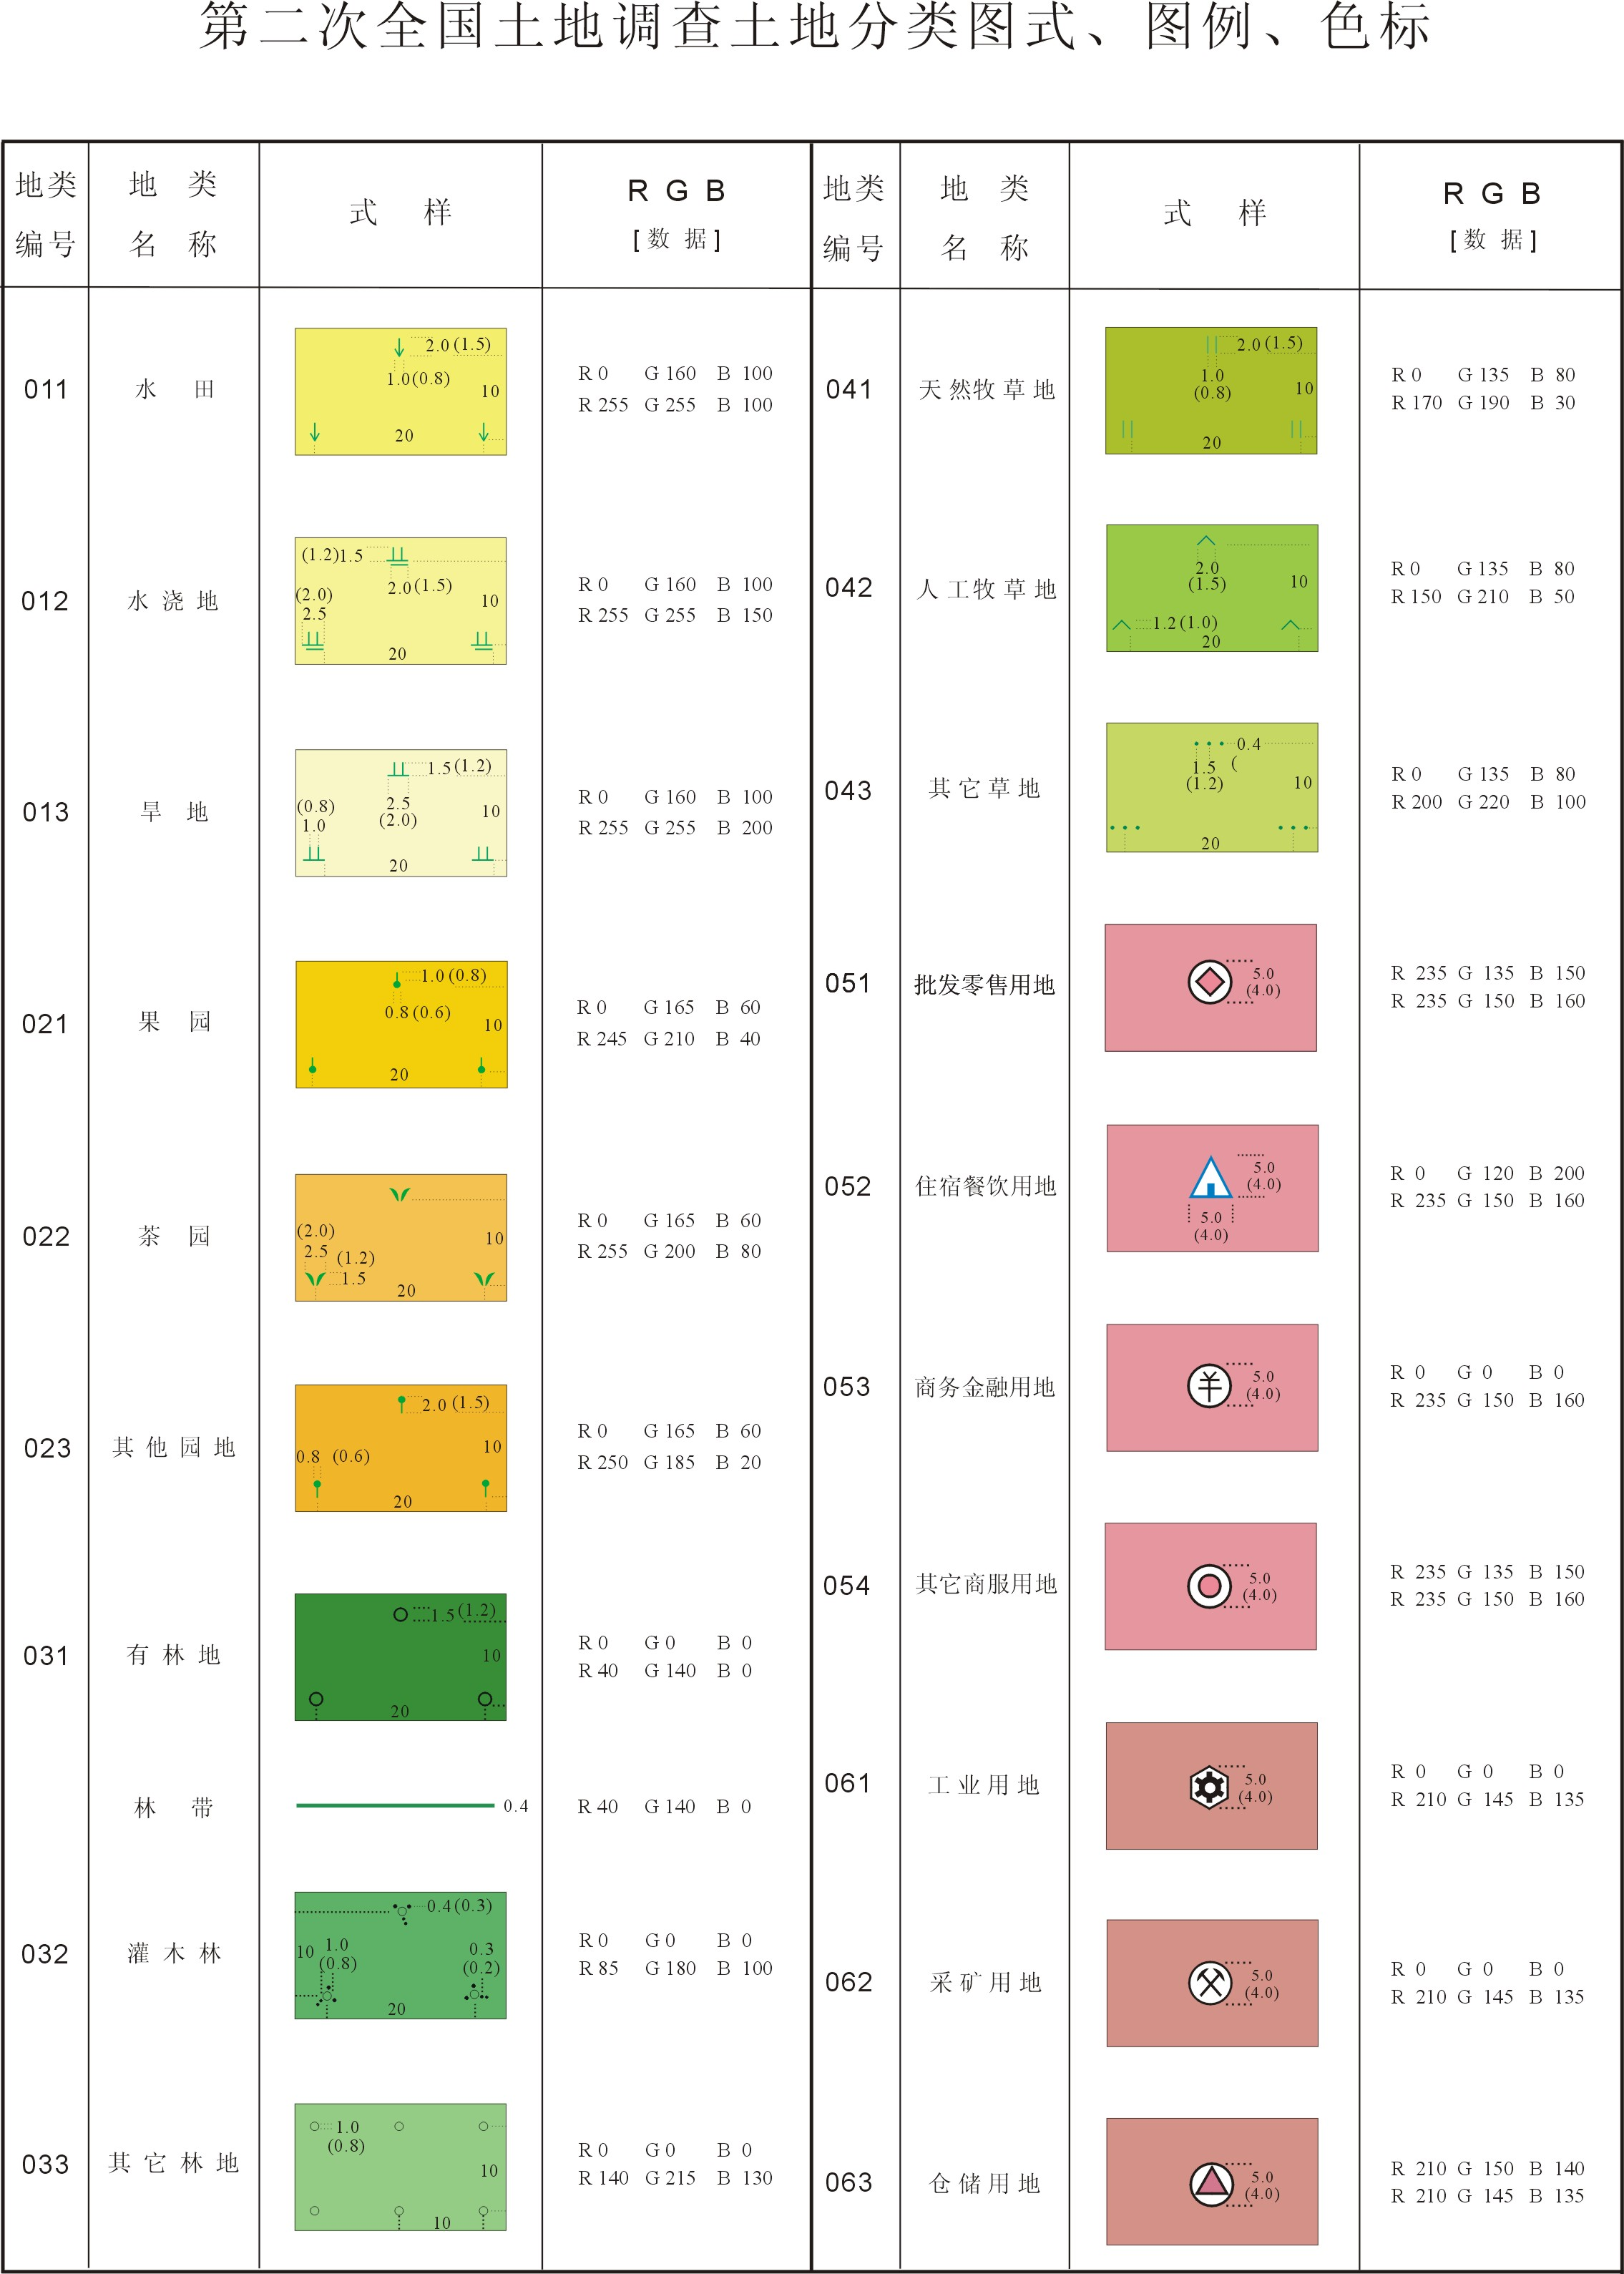 第二次全国土地调查土地分类图式、图例、色标
地类编号 地类名称 式样 R G B [数据] 地类编号 地类名称 式样 R G B [数据]
011 水田
2.0(1.5)
1.0(0.8)
10
20
R 0 G 160 B 100
R 255 G 255 B 100
012 水浇地
(1.2)1.5
2.0(1.5)
(2.0)
2.5
10
20
R 0 G 160 B 100
R 255 G 255 B 150
013 旱地
1.5(1.2)
(0.8)
1.0
2.5
(2.0)
10
20
R 0 G 160 B 100
R 255 G 255 B 200
021 果园
1.0(0.8)
0.8(0.6)
10
20
R 0 G 165 B 60
R 245 G 210 B 40
022 茶园
(2.0)
2.5 (1.2)
1.5
10
20
R 0 G 165 B 60
R 255 G 200 B 80
023 其他园地
2.0(1.5)
0.8 (0.6)
10
20
R 0 G 165 B 60
R 250 G 185 B 20
031 有林地
1.5(1.2)
10
20
R 0 G 0 B 0
R 40 G 140 B 0
林带
0.4
R 40 G 140 B 0
032 灌木林
0.4(0.3)
10
1.0
(0.8)
0.3
(0.2)
20
R 0 G 0 B 0
R 85 G 180 B 100
033 其它林地
1.0
(0.8)
10
10
R 0 G 0 B 0
R 140 G 215 B 130
041 天然牧草地
2.0(1.5)
1.0
(0.8)
10
20
R 0 G 135 B 80
R 170 G 190 B 30
042 人工牧草地
2.0
(1.5)
10
1.2(1.0)
20
R 0 G 135 B 80
R 150 G 210 B 50
043 其它草地
0.4
(
1.5
(1.2)
10
20
R 0 G 135 B 80
R 200 G 220 B 100
051 批发零售用地
5.0
(4.0)
R 235 G 135 B 150
R 235 G 150 B 160
052 住宿餐饮用地
5.0
(4.0)
5.0
(4.0)
R 0 G 120 B 200
R 235 G 150 B 160
053 商务金融用地
5.0
(4.0)
R 0 G 0 B 0
R 235 G 150 B 160
054 其它商服用地
5.0
(4.0)
R 235 G 135 B 150
R 235 G 150 B 160
061 工业用地
5.0
(4.0)
R 0 G 0 B 0
R 210 G 145 B 135
062 采矿用地
5.0
(4.0)
R 0 G 0 B 0
R 210 G 145 B 135
063 仓储用地
5.0
(4.0)
R 210 G 150 B 140
R 210 G 145 B 135